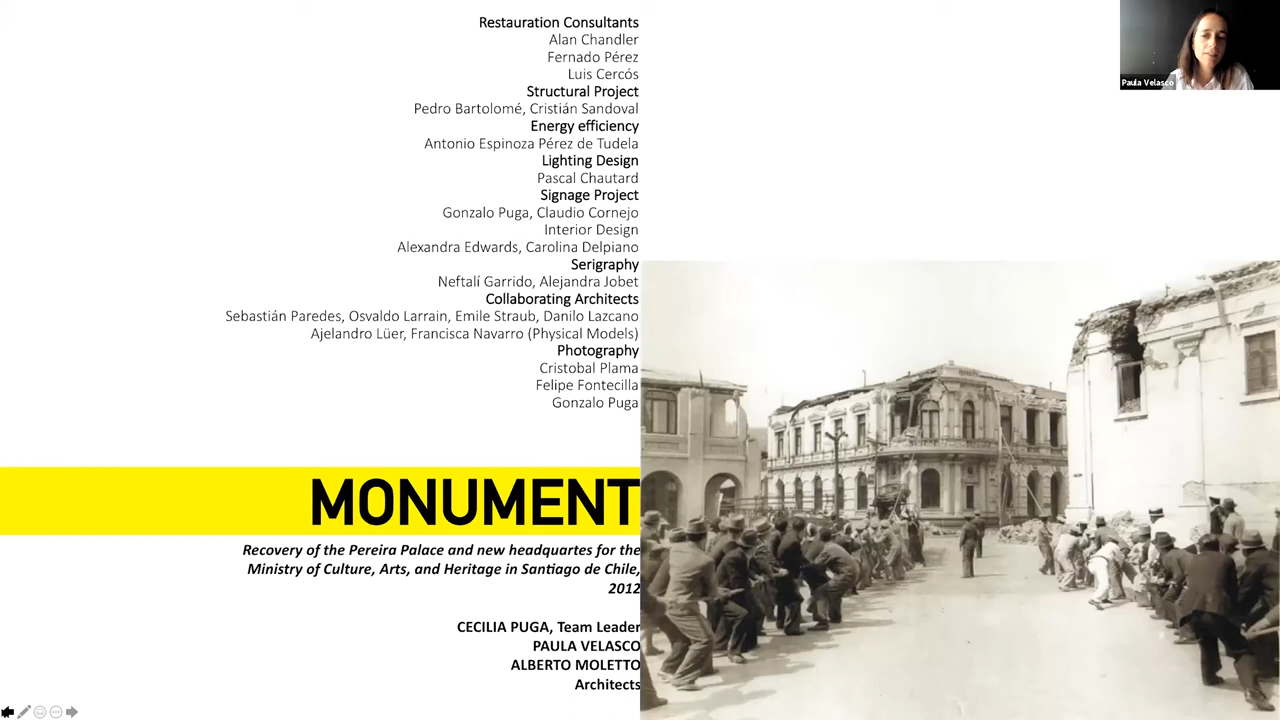 Restauration Consultants
Alan Chandler
Fernado Pérez
Luis Cercós
Structural Project
Pedro Bartolomé, Cristián Sandoval
Energy efficiency
Antonio Espinoza Pérez de Tudela
Lighting Design
Pascal Chautard
Signage Project
Gonzalo Puga, Claudio Cornejo
Interior Design
Alexandra Edwards, Carolina Delpiano
Serigraphy
Neftalí Garrido, Alejandra Jobet
Collaborating Architects
Sebastián Paredes, Osvaldo Larrain, Emile Straub, Danilo Lazcano
Ajelandro Lüer, Francisca Navarro (Physical Models)
Photography
Cristobal Plama
Felipe Fontecilla
Gonzalo Puga
MONUMENT
Recovery of the Pereira Palace and new headquartes for the
Ministry of Culture, Arts, and Heritage in Santiago de Chile,
2012
CECILIA PUGA, Team Leader
PAULA VELASCO
ALBERTO MOLETTO
Architects
Paula Velasco